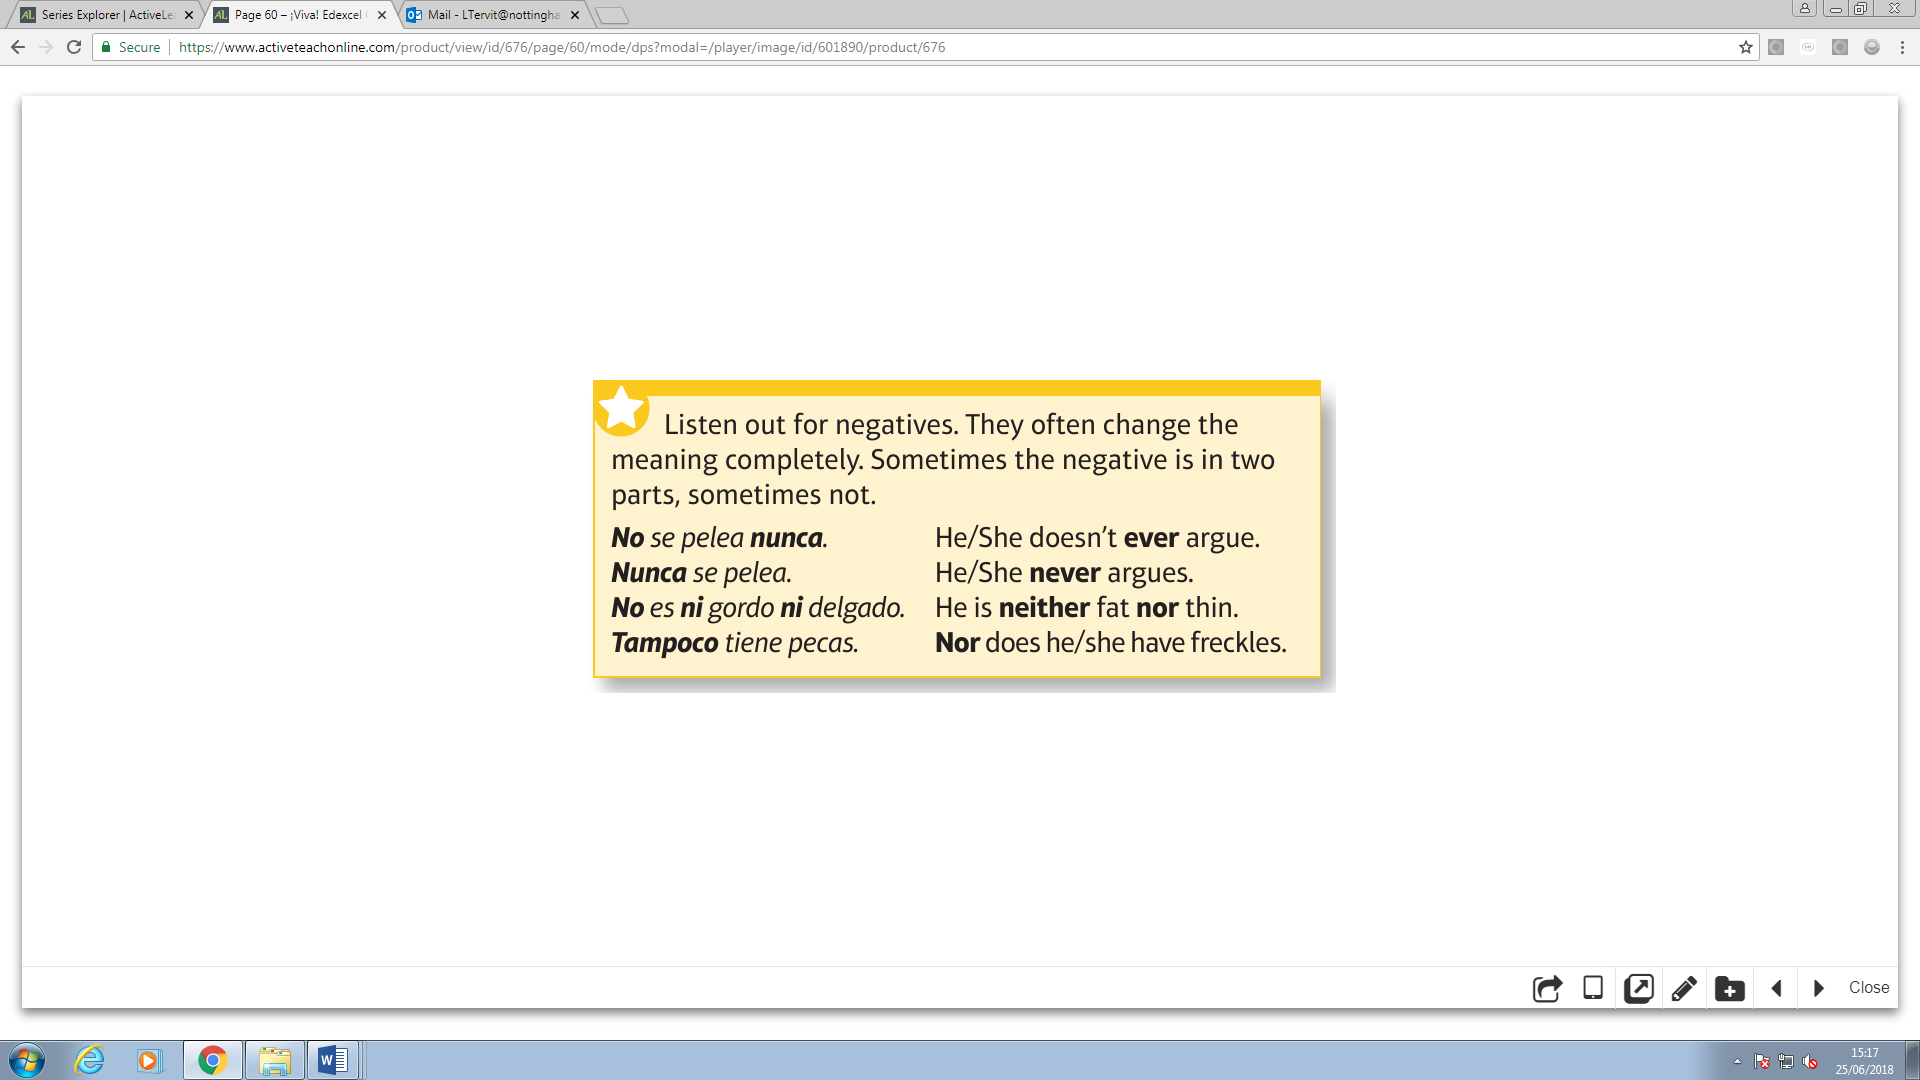 Series Explorer | ActiveLe
Page 60 – ¡Viva! Edexcel
Mail - LTervit@nottingha
Secure
https://www.activeteachonline.com/product/view/id/676/page/60/mode/dps?modal=/player/image/id/601890/product/676
Listen out for negatives. They often change the
meaning completely. Sometimes the negative is in two
parts, sometimes not.
No se pelea nunca. He/She doesn't ever argue.
Nunca se pelea. He/She never argues.
No es ni gordo ni delgado. He is neither fat nor thin.
Tampoco tiene pecas. Nor does he/she have freckles.
Close
15:17
25/06/2018